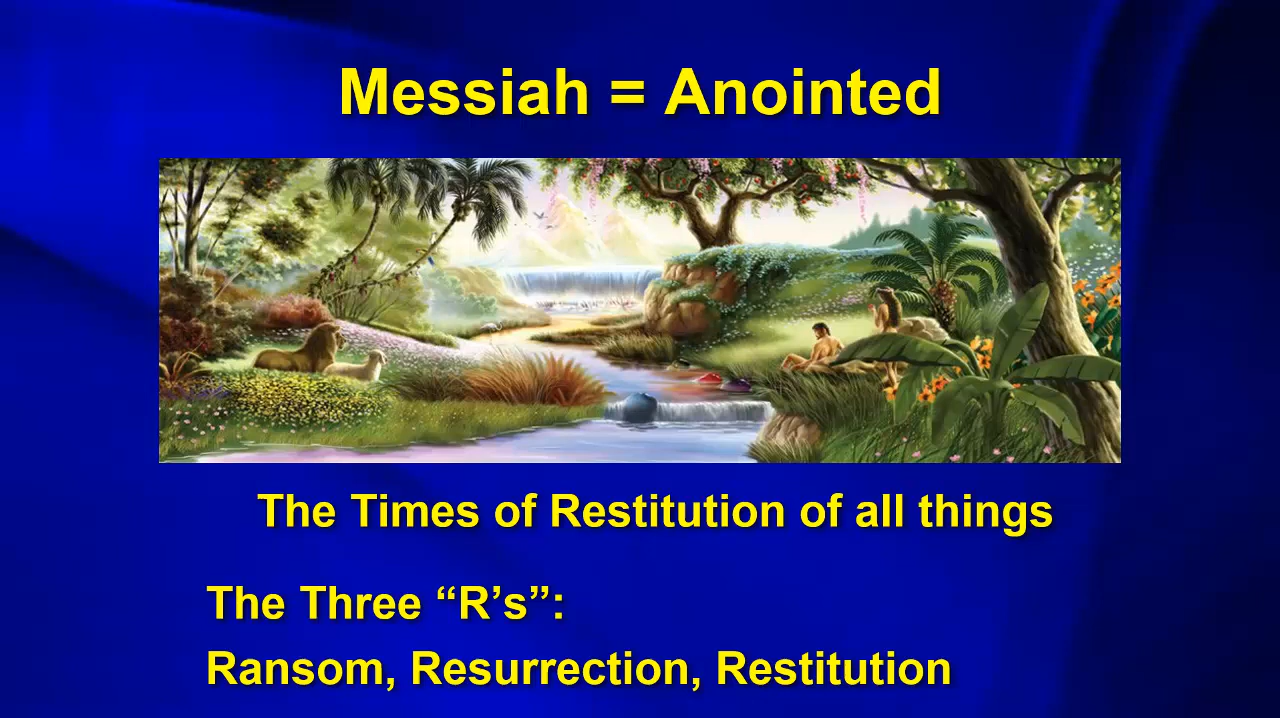 Messiah = Anointed
The Times of Restitution of all things
The Three “R’s”:
Ransom, Resurrection, Restitution